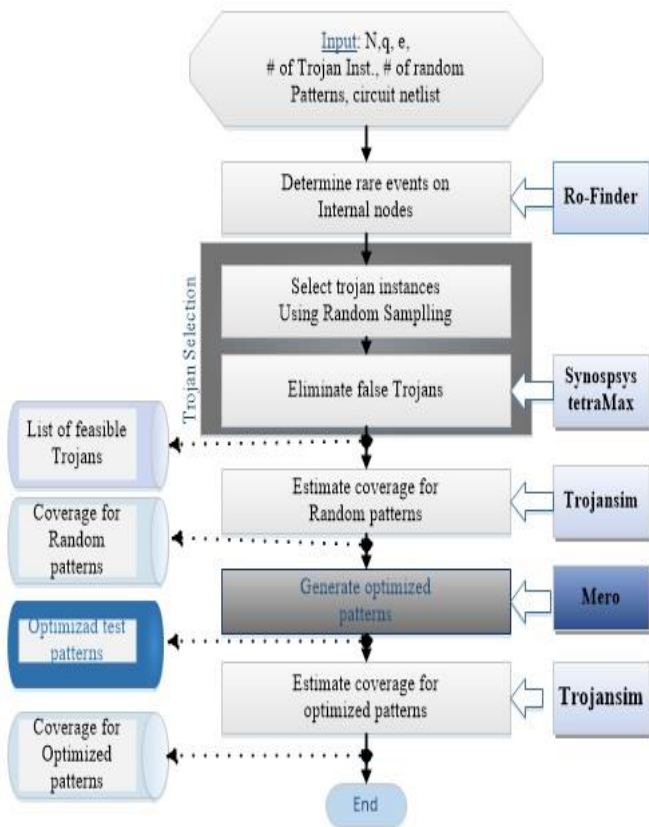 Input: N,q, e,
# of Trojan Inst., # of random
Patterns, circuit netlist
Determine rare events on
Internal nodes
Ro-Finder
Trojan Selection
Select trojan instances
Using Random Samplling
Eliminate false Trojans
Synospsys
tetraMax
List of feasible
Trojans
Estimate coverage for
Random patterns
Trojansim
Coverage for
Random
patterns
Generate optimized
patterns
Mero
Optimizad test
patterns
Estimate coverage for
optimized patterns
Trojansim
Coverage for
Optimized
patterns
End